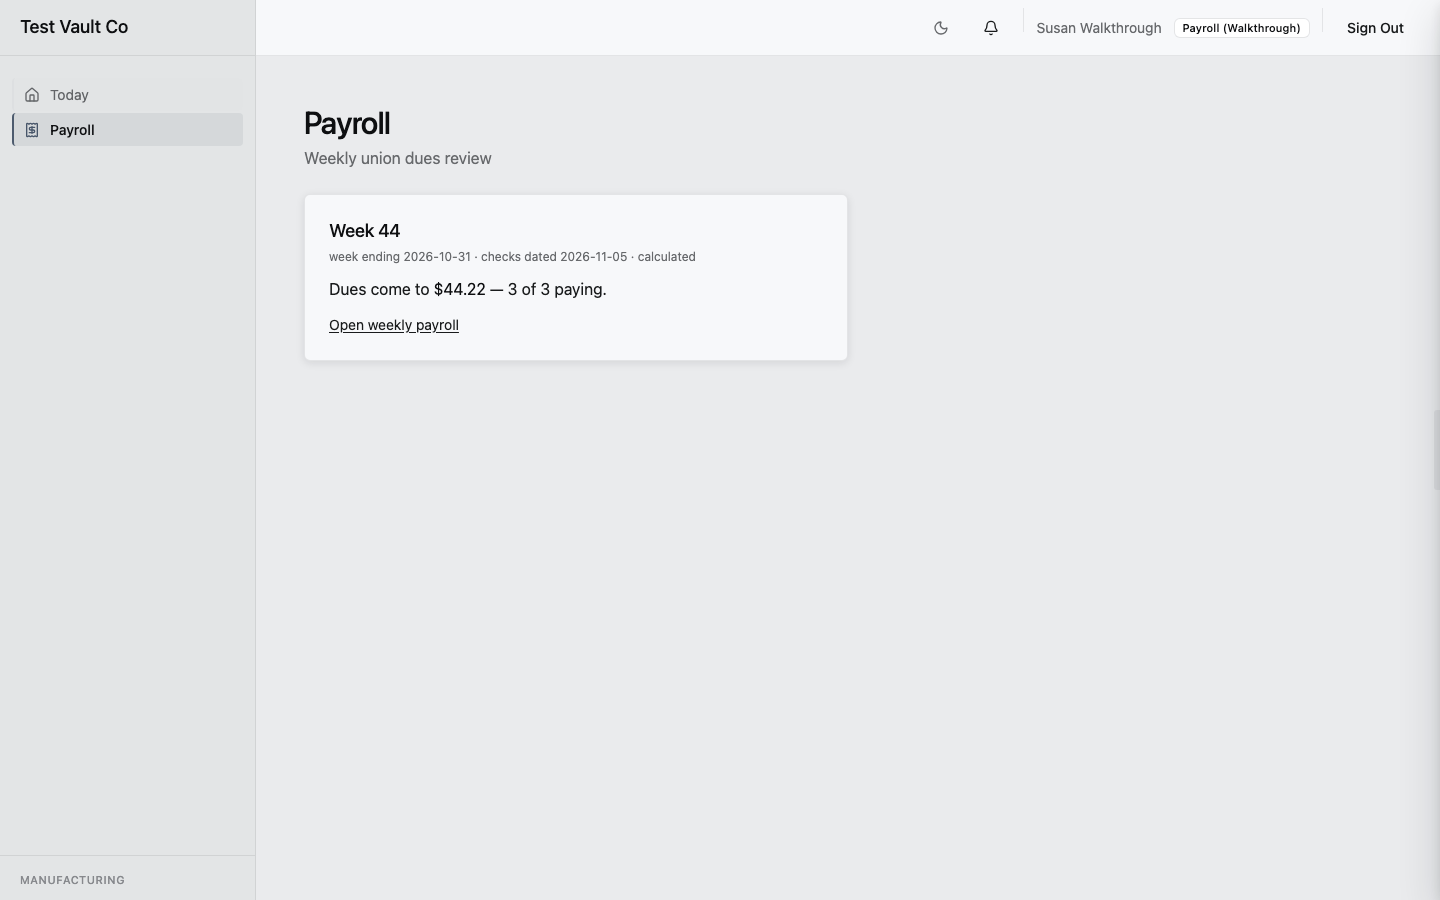 Test Vault Co
Susan Walkthrough
Payroll (Walkthrough)
Sign Out
Today
Payroll
Payroll
Weekly union dues review
Week 44
week ending 2026-10-31 · checks dated 2026-11-05 · calculated
Dues come to $44.22 — 3 of 3 paying.
Open weekly payroll
MANUFACTURING